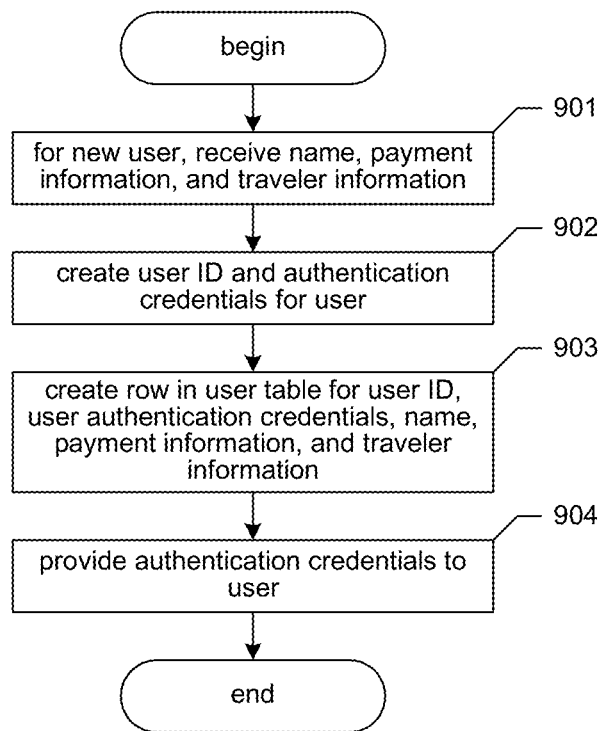 begin
901
for new user, receive name, payment
information, and traveler information
902
create user ID and authentication
credentials for user
903
create row in user table for user ID,
user authentication credentials, name,
payment information, and traveler
information
904
provide authentication credentials to
user
end